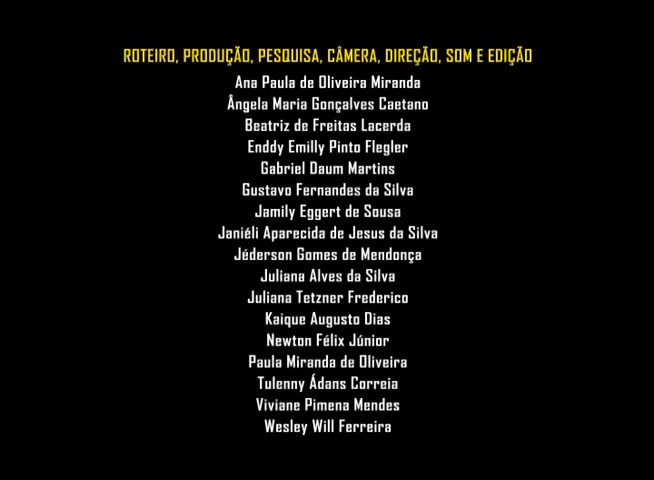 ROTEIRO, PRODUÇÃO, PESQUISA, CÂMERA, DIREÇÃO, SOM E EDIÇÃO
Ana Paula de Oliveira Miranda
Ângela Maria Gonçalves Caetano
Beatriz de Freitas Lacerda
Enddy Emilly Pinto Flegler
Gabriel Daum Martins
Gustavo Fernandes da Silva
Jamily Eggert de Sousa
Janiéli Aparecida de Jesus da Silva
Jéderson Gomes de Mendonça
Juliana Alves da Silva
Juliana Tetzner Frederico
Kaique Augusto Dias
Newton Félix Júnior
Paula Miranda de Oliveira
Tulenny Ádans Correia
Viviane Pimena Mendes
Wesley Will Ferreira